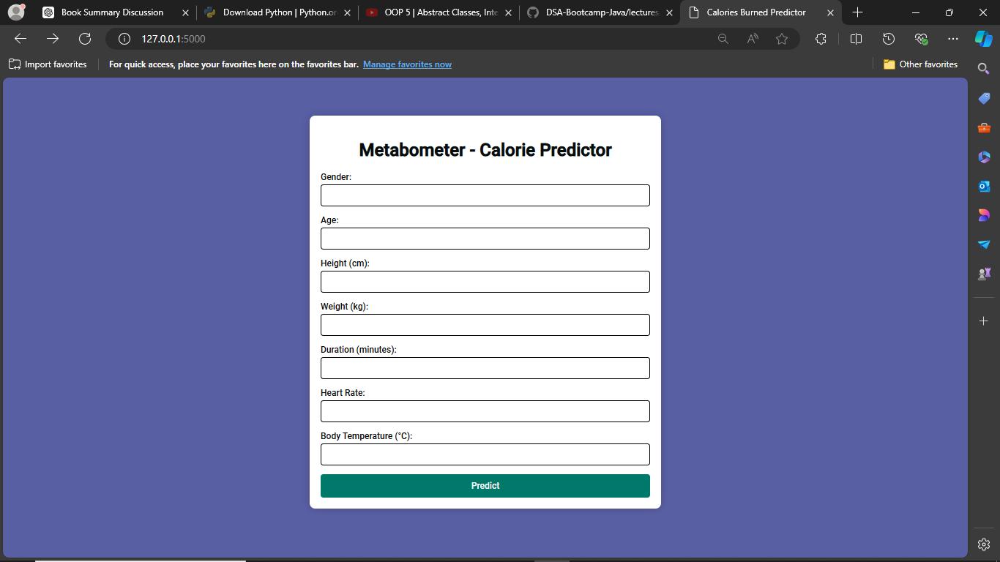 Book Summary Discussion
Download Python | Python.or
OOP 5 | Abstract Classes, Inte
DSA-Bootcamp-Java/lectures
Calories Burned Predictor
127.0.0.1:5000
Import favorites
For quick access, place your favorites here on the favorites bar. Manage favorites now
Other favorites
Metabometer - Calorie Predictor
Gender:
Age:
Height (cm):
Weight (kg):
Duration (minutes):
Heart Rate:
Body Temperature (°C):
Predict